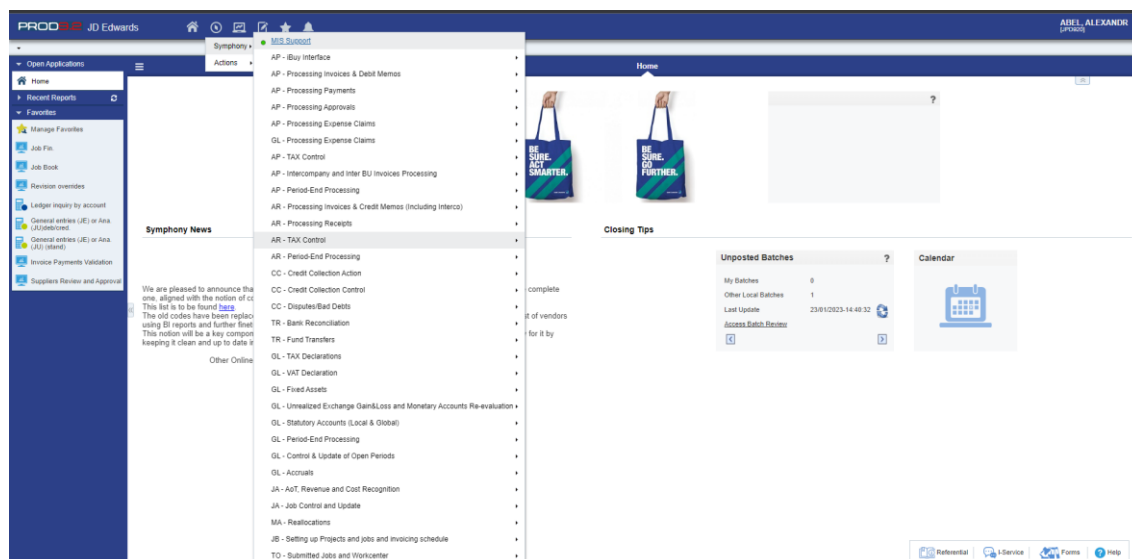 PROD9.2 JD Edwards
ABEL, ALEXANDR
[JPD920]
Open Applications
Home
Recent Reports
Favorites
Manage Favorites
Job Fin.
Job Book
Revision overrides
Ledger inquiry by account
General entries (JE) or Ana.
(JU)deb/cred.
General entries (JE) or Ana.
(JU) (stand)
Invoice Payments Validation
Suppliers Review and Approval
Symphony
Actions
MIS Support
AP - iBuy Interface
AP - Processing Invoices & Debit Memos
AP - Processing Payments
AP - Processing Approvals
AP - Processing Expense Claims
GL - Processing Expense Claims
AP - TAX Control
AP - Intercompany and Inter BU Invoices Processing
AP - Period-End Processing
AR - Processing Invoices & Credit Memos (Including Interco)
AR - Processing Receipts
AR - TAX Control
AR - Period-End Processing
CC - Credit Collection Action
CC - Credit Collection Control
CC - Disputes/Bad Debts
TR - Bank Reconciliation
TR - Fund Transfers
GL - TAX Declarations
GL - VAT Declaration
GL - Fixed Assets
GL - Unrealized Exchange Gain&Loss and Monetary Accounts Re-evaluation
GL - Statutory Accounts (Local & Global)
GL - Period-End Processing
GL - Control & Update of Open Periods
GL - Accruals
JA - AoT, Revenue and Cost Recognition
JA - Job Control and Update
MA - Reallocations
JB - Setting up Projects and jobs and invoicing schedule
TO - Submitted Jobs and Workcenter
Home
BE
SURE.
ACT
SMARTER.
BE
SURE.
GO
FURTHER.
?
Symphony News
We are pleased to announce tha
complete
one, aligned with the notion of co
This list is to be found here.
The old codes have been replac
t of vendors
using BI reports and further finet
This notion will be a key compon
for it by
keeping it clean and up to date i
Other Online
Closing Tips
Unposted Batches ?
My Batches 0
Other Local Batches 1
Last Update 23/01/2023-14:40:32
Access Batch Review
Calendar
Referential I-Service Forms Help